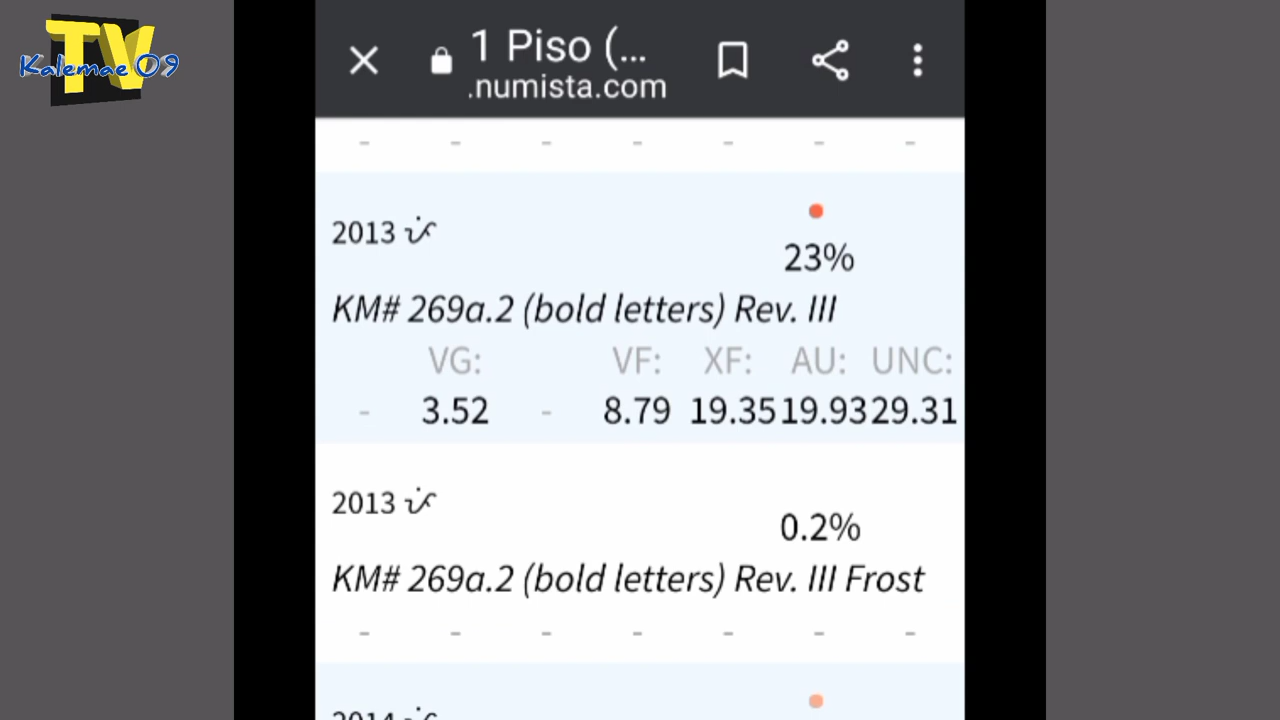 TV
Kalemae 09
1 Piso (...
.numista.com
- - - - - - -
2013
23%
KM# 269a.2 (bold letters) Rev. III
VG: VF: XF: AU: UNC:
- 3.52 - 8.79 19.35 19.93 29.31
2013
0.2%
KM# 269a.2 (bold letters) Rev. III Frost
- - - - - - -
2014